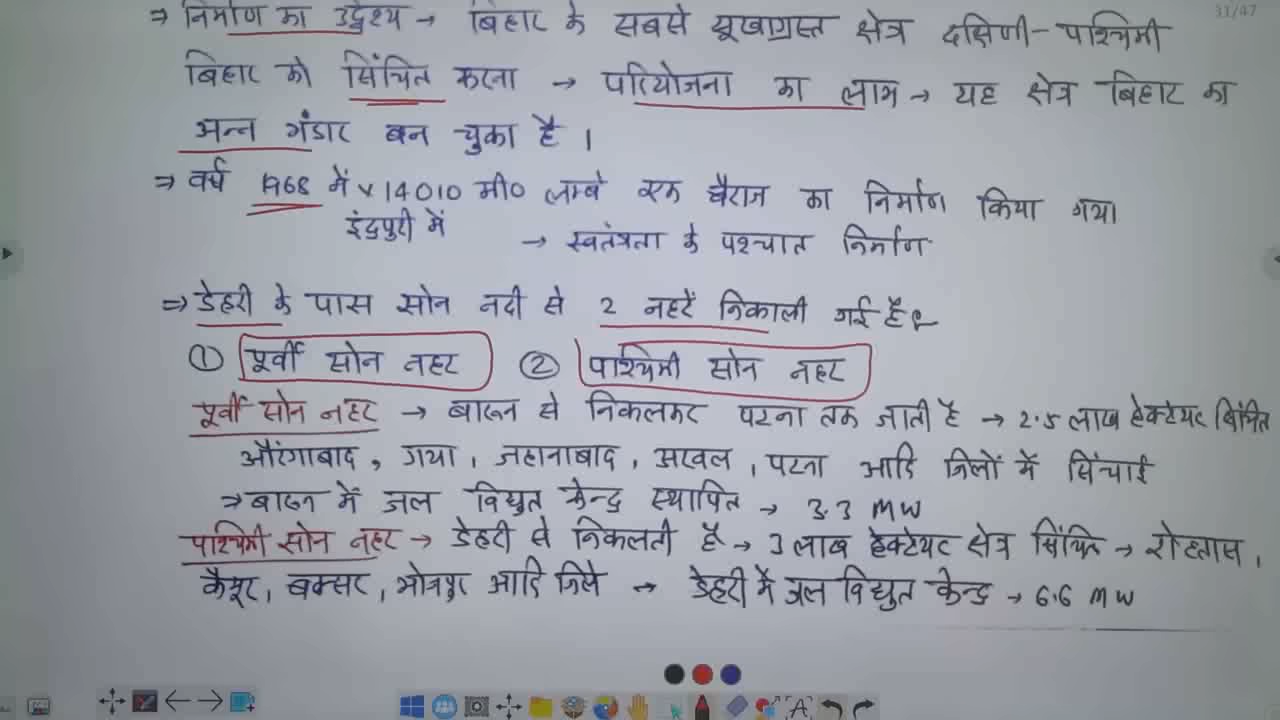 31/47
⇒ निर्माण का उद्देश्य → बिहार के सबसे सूखाग्रस्त क्षेत्र दक्षिणी-पश्चिमी
बिहार को सिंचित करना → परियोजना का लाभ → यह क्षेत्र बिहार का
अन्न भंडार बन चुका है ।
⇒ वर्ष 1968 में 14010 मी० लम्बे एक बैराज का निर्माण किया गया
इंद्रपुरी में → स्वतंत्रता के पश्चात निर्माण
⇒ डेहरी के पास सोन नदी से 2 नहरें निकाली गई है
① पूर्वी सोन नहर ② पाश्चिमी सोन नहर
पूर्वी सोन नहर → बारुन से निकलकर पटना तक जाती है → 2.5 लाख हेक्टेयर सिंचित
औरंगाबाद, गया, जहानाबाद, अरवल, पटना आदि जिलों में सिंचाई
→ बारुन में जल विद्युत केन्द्र स्थापित → 3.3 MW
पाश्चिमी सोन नहर → डेहरी से निकलती है → 3 लाख हेक्टेयर क्षेत्र सिंचित → रोहतास,
कैमूर, बक्सर, भोजपुर आदि जिले → डेहरी में जल विद्युत केन्द्र → 6.6 MW